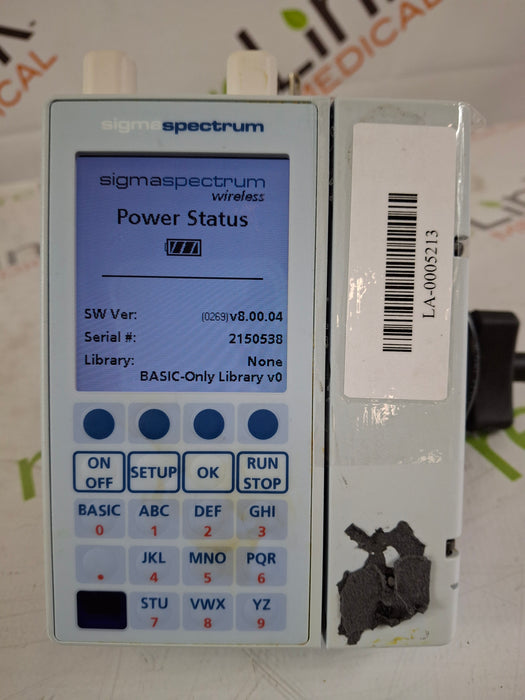 MEDICAL
MEDICAL
sigmaspectrum
sigmaspectrum
wireless
Power Status
SW Ver: (0269)v8.00.04
Serial #: 2150538
Library: None
BASIC-Only Library v0
LA-0005213
ON
OFF
SETUP
OK
RUN
STOP
BASIC
0
ABC
1
DEF
2
GHI
3
.
JKL
4
MNO
5
PQR
6
STU
7
VWX
8
YZ
9